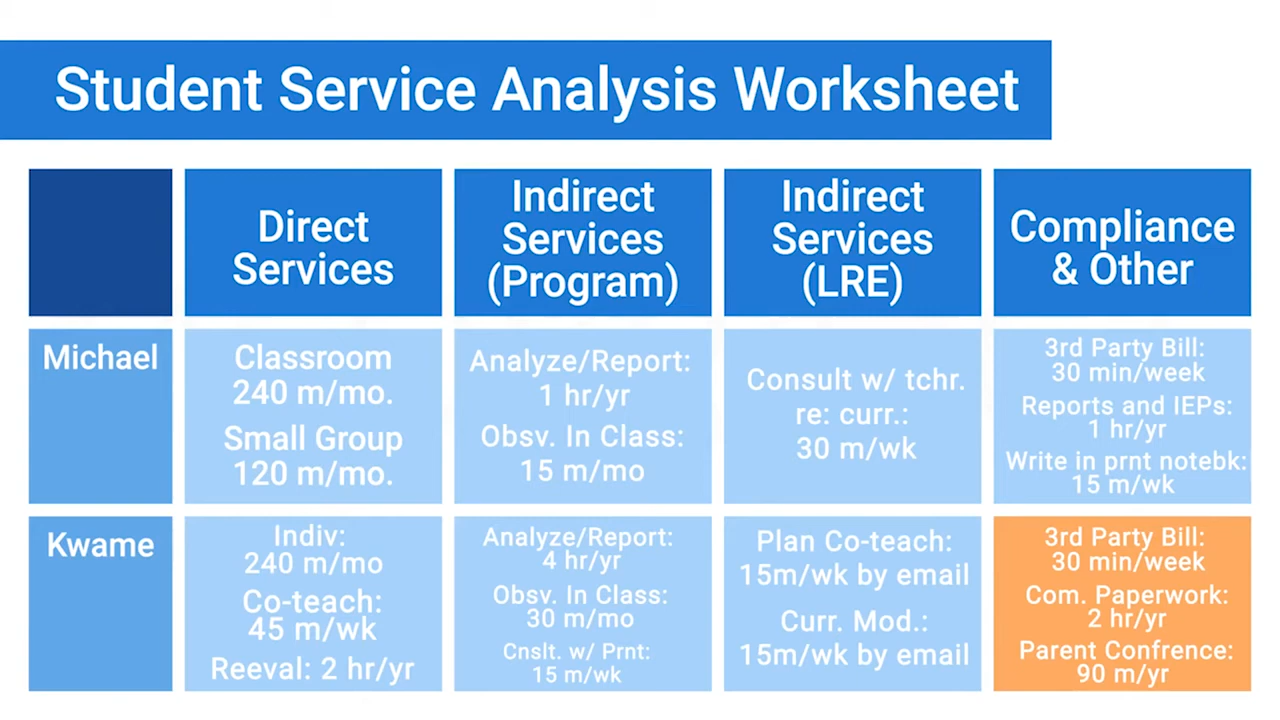 Student Service Analysis Worksheet
Direct
Services
Indirect
Services
(Program)
Indirect
Services
(LRE)
Compliance
& Other
Michael
Classroom
240 m/mo.
Small Group
120 m/mo.
Analyze/Report:
1 hr/yr
Obsv. In Class:
15 m/mo
Consult w/ tchr.
re: curr.:
30 m/wk
3rd Party Bill:
30 min/week
Reports and IEPs:
1 hr/yr
Write in prnt notebk:
15 m/wk
Kwame
Indiv:
240 m/mo
Co-teach:
45 m/wk
Reeval: 2 hr/yr
Analyze/Report:
4 hr/yr
Obsv. In Class:
30 m/mo
Cnslt. w/ Prnt:
15 m/wk
Plan Co-teach:
15m/wk by email
Curr. Mod.:
15m/wk by email
3rd Party Bill:
30 min/week
Com. Paperwork:
2 hr/yr
Parent Confrence:
90 m/yr